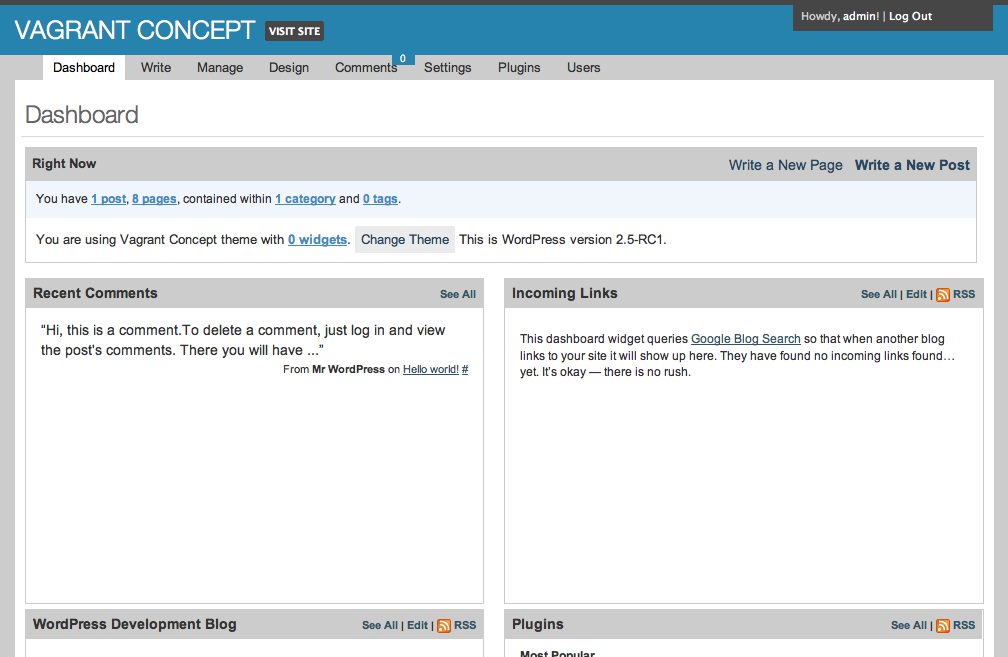 VAGRANT CONCEPT VISIT SITE
Howdy, admin! | Log Out
Dashboard Write Manage Design Comments 0 Settings Plugins Users
Dashboard
Right Now Write a New Page Write a New Post
You have 1 post, 8 pages, contained within 1 category and 0 tags.
You are using Vagrant Concept theme with 0 widgets. Change Theme This is WordPress version 2.5-RC1.
Recent Comments See All
“Hi, this is a comment.To delete a comment, just log in and view
the post's comments. There you will have ...”
From Mr WordPress on Hello world! #
Incoming Links See All | Edit | RSS
This dashboard widget queries Google Blog Search so that when another blog
links to your site it will show up here. They have found no incoming links found…
yet. It’s okay — there is no rush.
WordPress Development Blog See All | Edit | RSS
Plugins See All | RSS
Most Popular